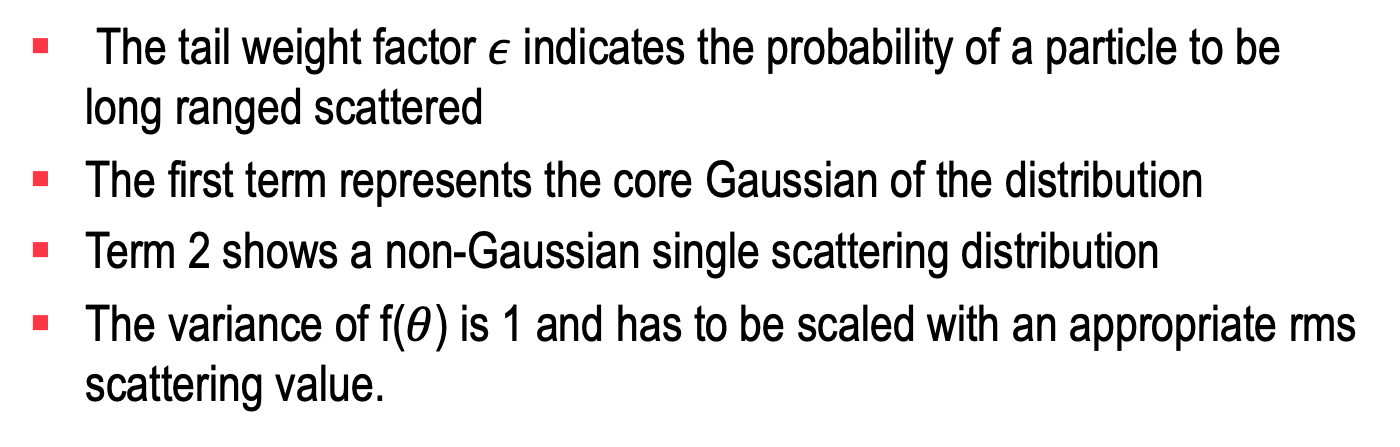 ▪ The tail weight factor ϵ indicates the probability of a particle to be
long ranged scattered
▪ The first term represents the core Gaussian of the distribution
▪ Term 2 shows a non-Gaussian single scattering distribution
▪ The variance of f(θ) is 1 and has to be scaled with an appropriate rms
scattering value.